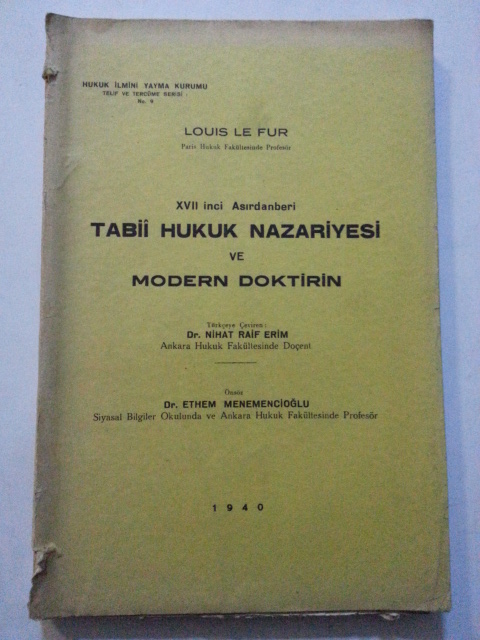 HUKUK İLMİNİ YAYMA KURUMU
TELİF VE TERCÜME SERİSİ :
No. 9
LOUIS LE FUR
Paris Hukuk Fakültesinde Profesör
XVII inci Asırdanberi
TABİÎ HUKUK NAZARİYESİ
VE
MODERN DOKTİRİN
Türkçeye Çeviren :
Dr. NİHAT RAİF ERİM
Ankara Hukuk Fakültesinde Doçent
Önsöz
Dr. ETHEM MENEMENCİOĞLU
Siyasal Bilgiler Okulunda ve Ankara Hukuk Fakültesinde Profesör
1940